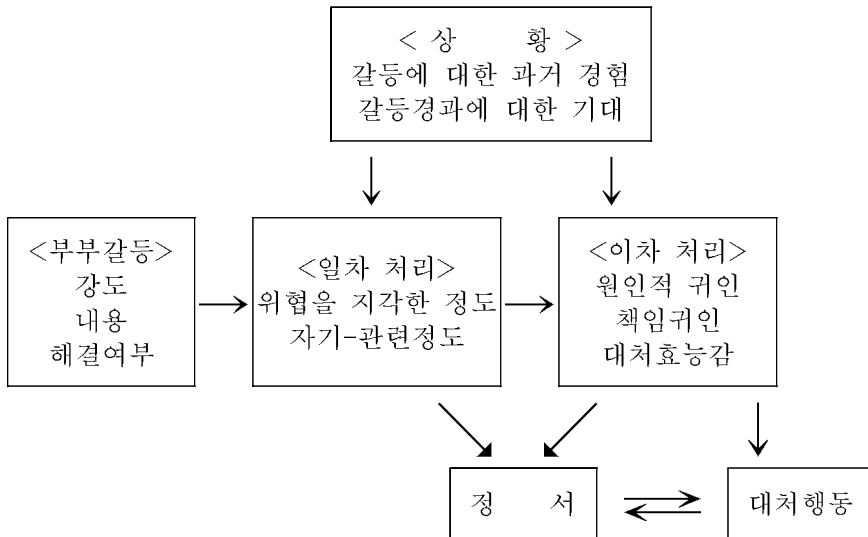 < 상 황 >
갈등에 대한 과거 경험
갈등경과에 대한 기대
<부부갈등>
강도
내용
해결여부
<일차 처리>
위협을 지각한 정도
자기-관련정도
<이차 처리>
원인적 귀인
책임귀인
대처효능감
정 서
대처행동